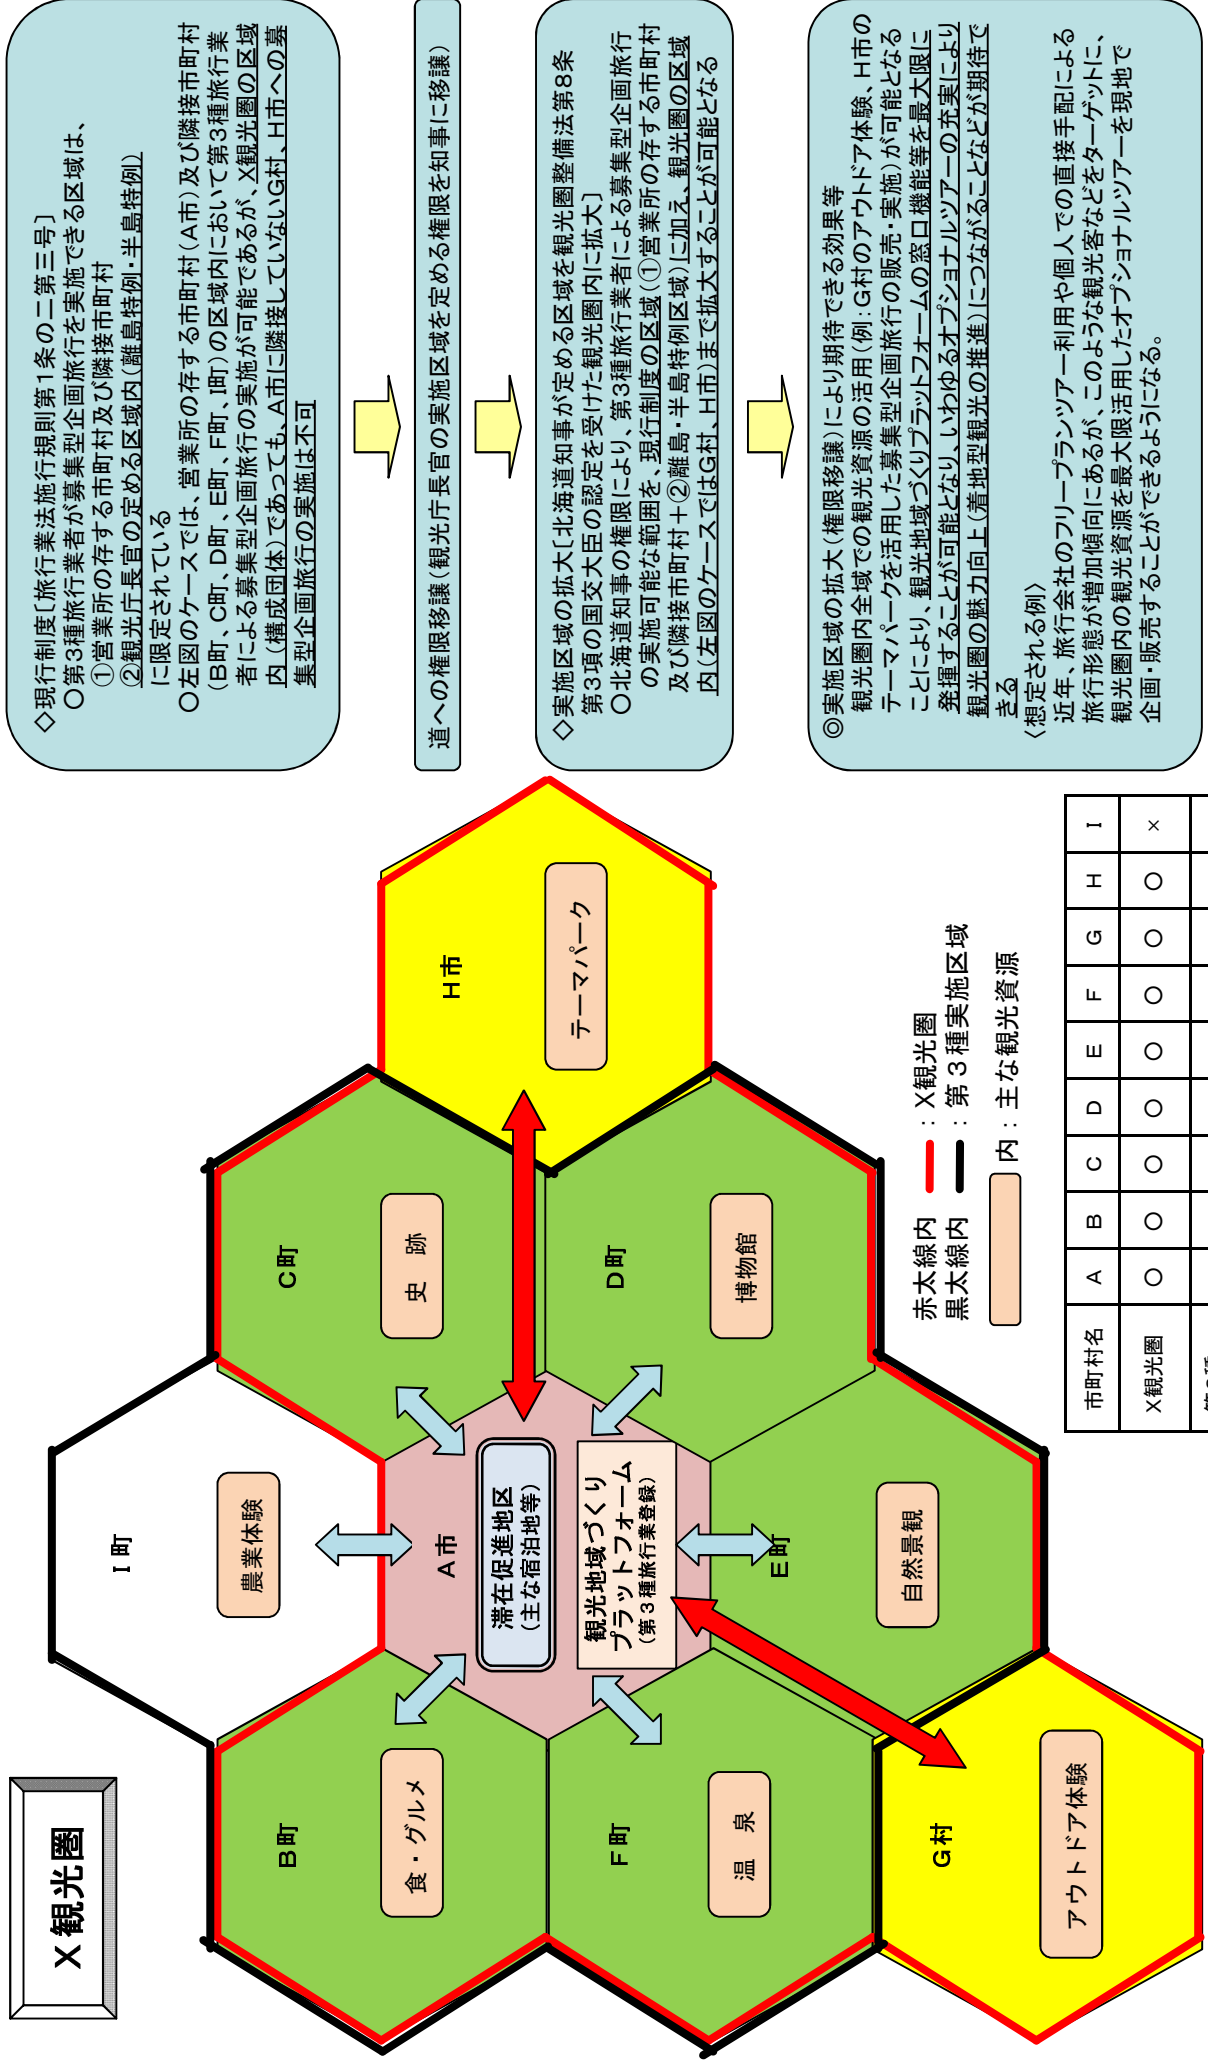 X観光圏
I町
農業体験
B町
食・グルメ
C町
史 跡
A市
滞在促進地区
(主な宿泊地等)
観光地域づくり
プラットフォーム
(第3種旅行業登録)
F町
温 泉
D町
博物館
E町
自然景観
H市
テーマパーク
G村
アウトドア体験
赤太線内 : X観光圏
黒太線内 : 第3種実施区域
内 : 主な観光資源
市町村名 A B C D E F G H I
X観光圏 ○ ○ ○ ○ ○ ○ ○ ○ ×
◇現行制度〔旅行業法施行規則第1条の二第三号〕
○第3種旅行業者が募集型企画旅行を実施できる区域は、
①営業所の存する市町村及び隣接市町村
②観光庁長官の定める区域内(離島特例・半島特例)
に限定されている
○左図のケースでは、営業所の存する市町村(A市)及び隣接市町村
(B町、C町、D町、E町、F町、I町)の区域内において第3種旅行業
者による募集型企画旅行の実施が可能であるが、X観光圏の区域
内(構成団体)であっても、A市に隣接していないG村、H市への募
集型企画旅行の実施は不可
道への権限移譲(観光庁長官の実施区域を定める権限を知事に移譲)
◇実施区域の拡大〔北海道知事が定める区域を観光圏整備法第8条
第3項の国交大臣の認定を受けた観光圏内に拡大〕
○北海道知事の権限により、第3種旅行業者による募集型企画旅行
の実施可能な範囲を、現行制度の区域(①営業所の存する市町村
及び隣接市町村+②離島・半島特例区域)に加え、観光圏の区域
内(左図のケースではG村、H市)まで拡大することが可能となる
◎実施区域の拡大(権限移譲)により期待できる効果等
観光圏内全域での観光資源の活用(例:G村のアウトドア体験、H市の
テーマパークを活用した募集型企画旅行の販売・実施)が可能となる
ことにより、観光地域づくりプラットフォームの窓口機能等を最大限に
発揮することが可能となり、いわゆるオプショナルツアーの充実により
観光圏の魅力向上(着地型観光の推進)につながることなどが期待で
きる
〈想定される例〉
近年、旅行会社のフリープランツアー利用や個人での直接手配による
旅行形態が増加傾向にあるが、このような観光客などをターゲットに、
観光圏内の観光資源を最大限活用したオプショナルツアーを現地で
企画・販売することができるようになる。